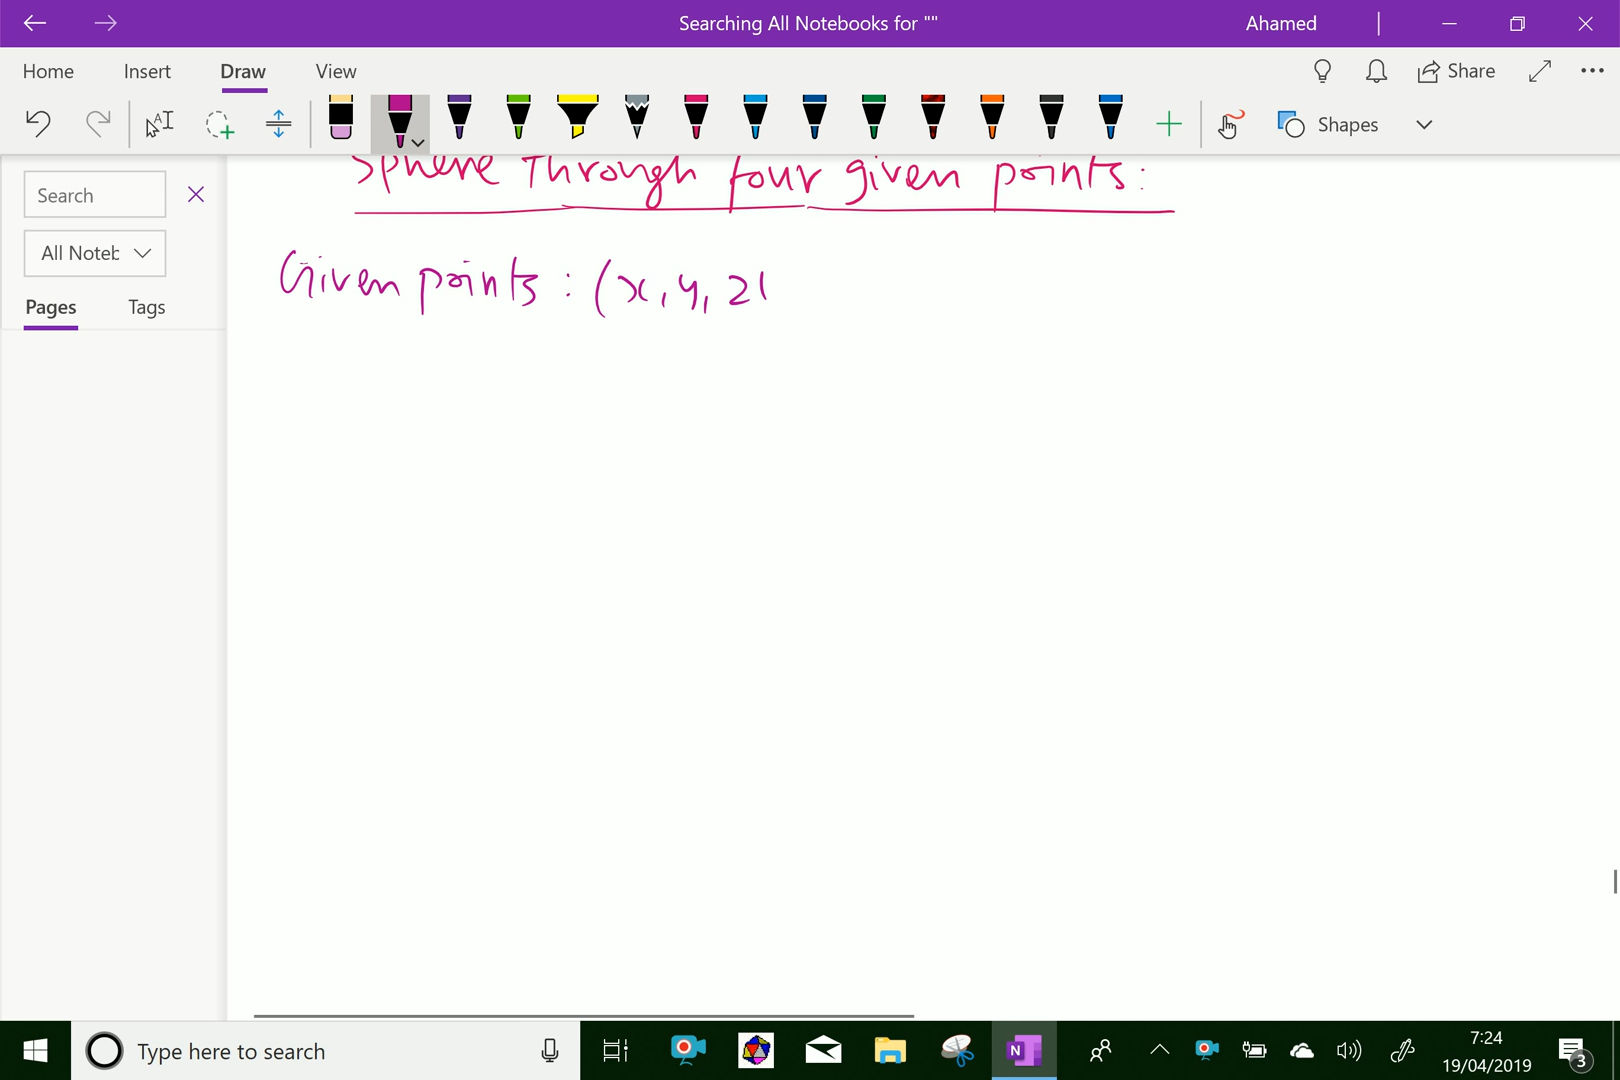 Searching All Notebooks for ""
Ahamed
Home Insert Draw View
Share
Shapes
Search
All Noteb
Pages Tags
Sphere through four given points:
Given points : (x, y, z(
Type here to search
N
7:24
19/04/2019
3